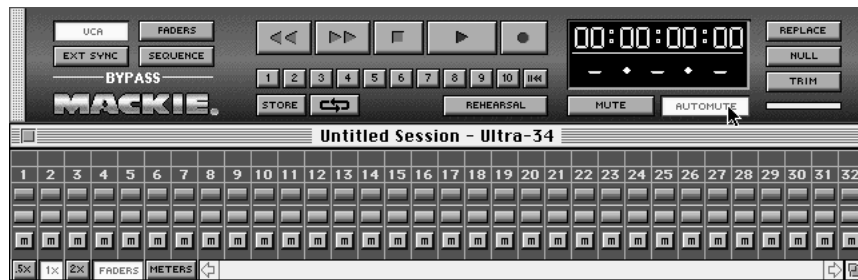 VCA FADERS
EXT SYNC SEQUENCE
BYPASS
MACKIE.
1 2 3 4 5 6 7 8 9 10
STORE REHEARSAL
00:00:00:00
MUTE AUTOMUTE
REPLACE
NULL
TRIM
Untitled Session - Ultra-34
1 2 3 4 5 6 7 8 9 10 11 12 13 14 15 16 17 18 19 20 21 22 23 24 25 26 27 28 29 30 31 32
m m m m m m m m m m m m m m m m m m m m m m m m m m m m m m m m
.5X 1X 2X FADERS METERS